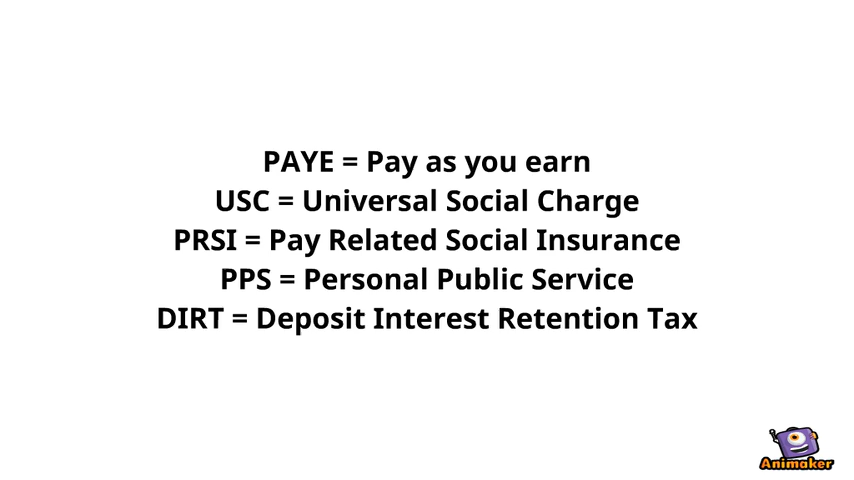 PAYE = Pay as you earn
USC = Universal Social Charge
PRSI = Pay Related Social Insurance
PPS = Personal Public Service
DIRT = Deposit Interest Retention Tax
Animaker